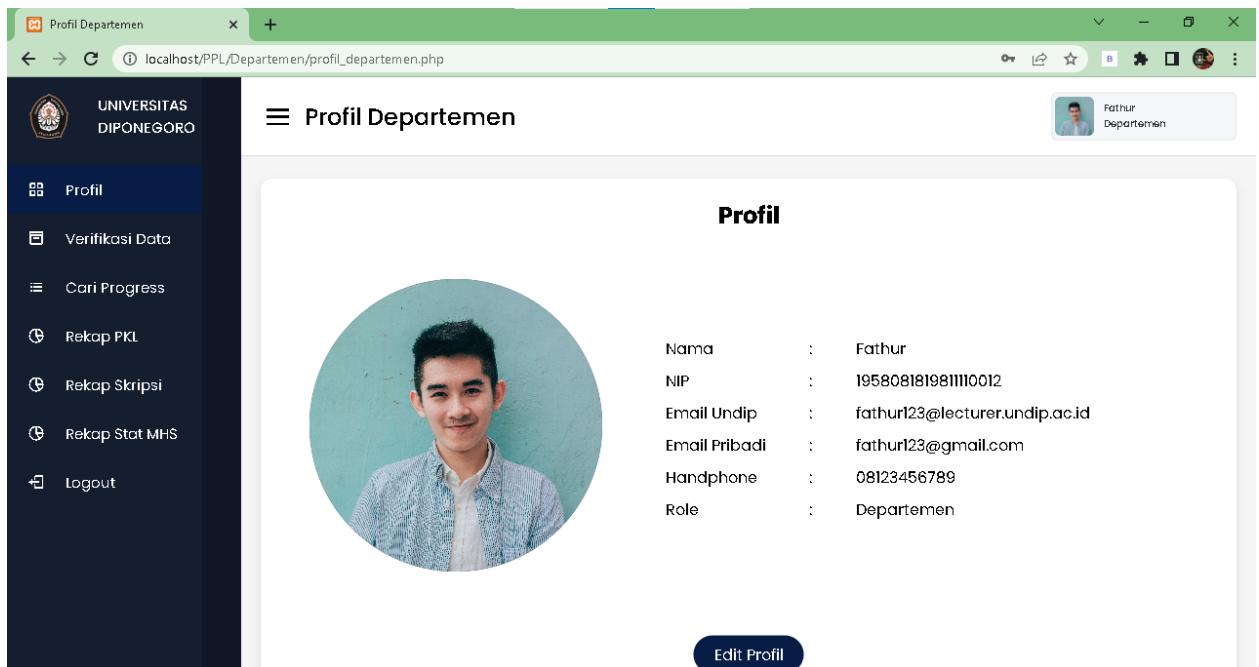 Profil Departemen
localhost/PPL/Departemen/profil_departemen.php
UNIVERSITAS
DIPONEGORO
Profil Departemen
Fathur
Departemen
Profil
Verifikasi Data
Cari Progress
Rekap PKL
Rekap Skripsi
Rekap Stat MHS
Logout
Profil
Nama : Fathur
NIP : 1958081819811110012
Email Undip : fathur123@lecturer.undip.ac.id
Email Pribadi : fathur123@gmail.com
Handphone : 08123456789
Role : Departemen
Edit Profil